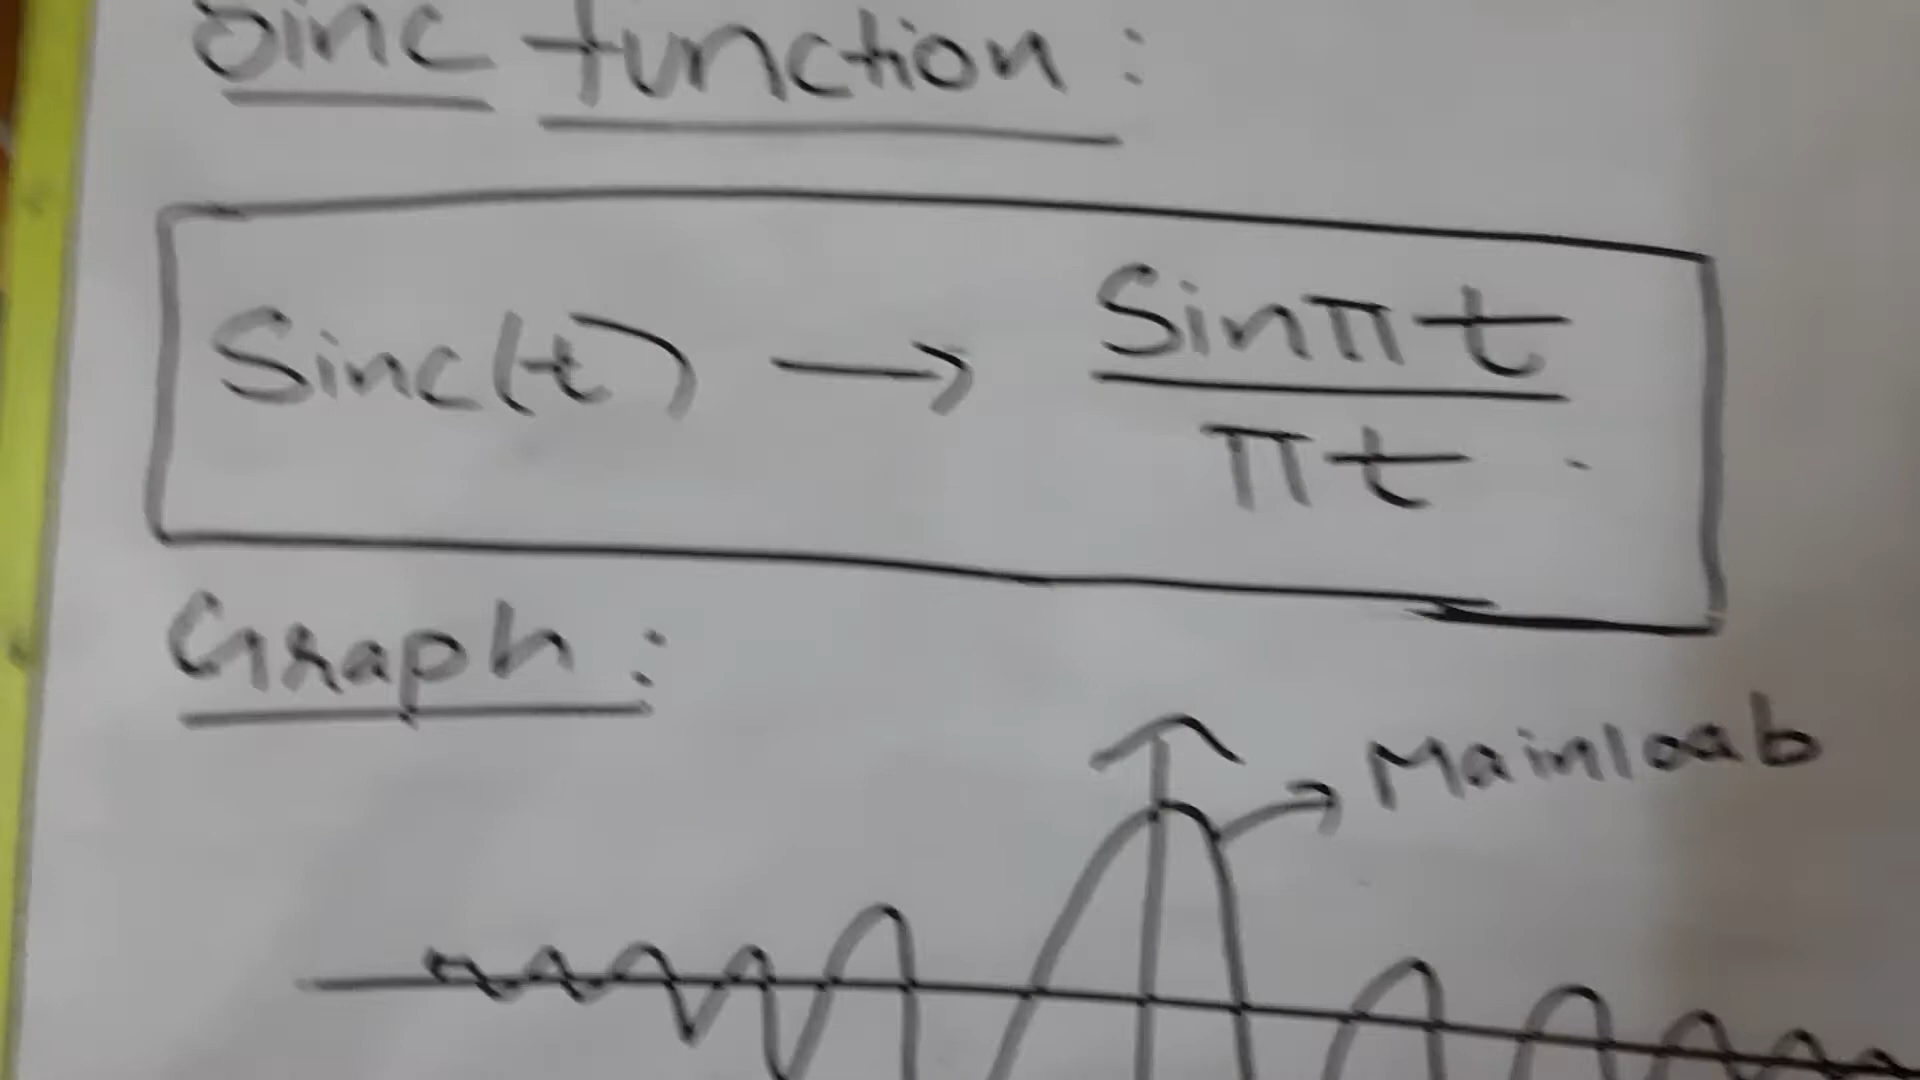 Sinc function :
Sinc(t) → Sinπt / πt
Graph :
Mainloab